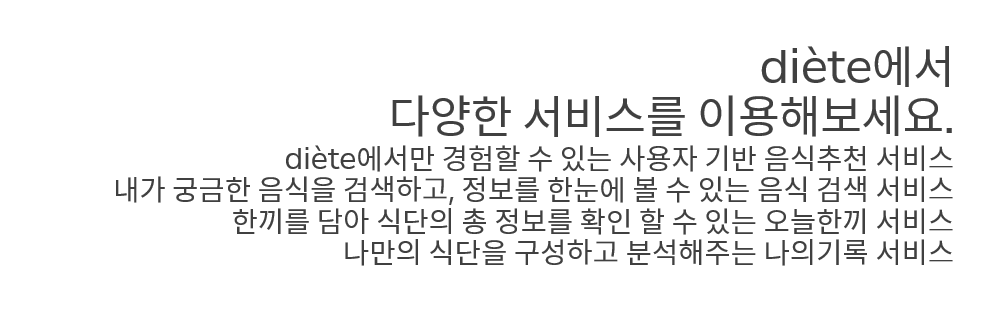 diète에서
다양한 서비스를 이용해보세요.
diète에서만 경험할 수 있는 사용자 기반 음식추천 서비스
내가 궁금한 음식을 검색하고, 정보를 한눈에 볼 수 있는 음식 검색 서비스
한끼를 담아 식단의 총 정보를 확인 할 수 있는 오늘한끼 서비스
나만의 식단을 구성하고 분석해주는 나의기록 서비스